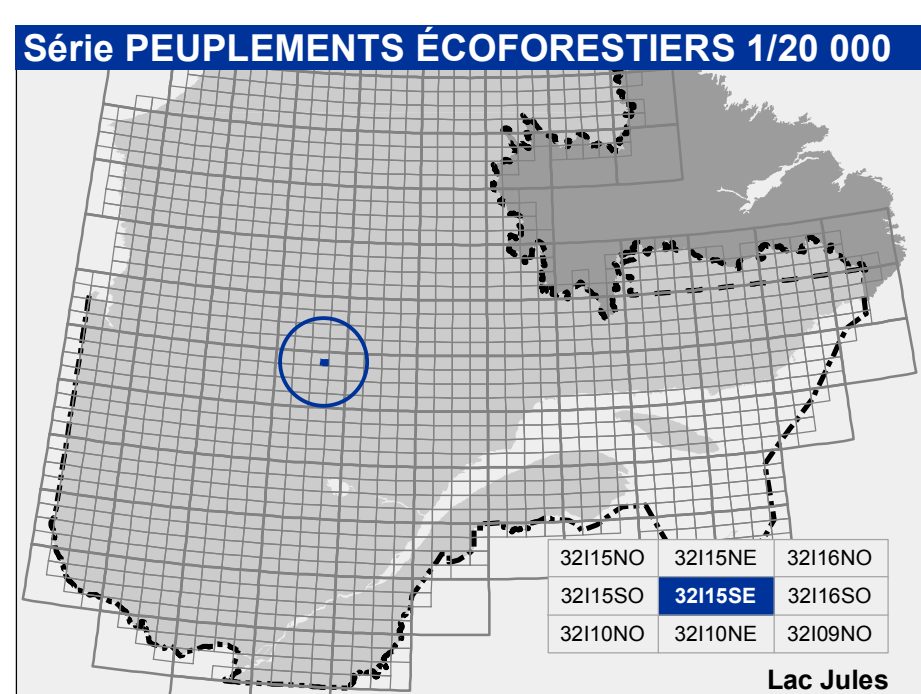 Série PEUPLEMENTS ÉCOFORESTIERS 1/20 000
32I15NO 32I15NE 32I16NO
32I15SO 32I15SE 32I16SO
32I10NO 32I10NE 32I09NO
Lac Jules